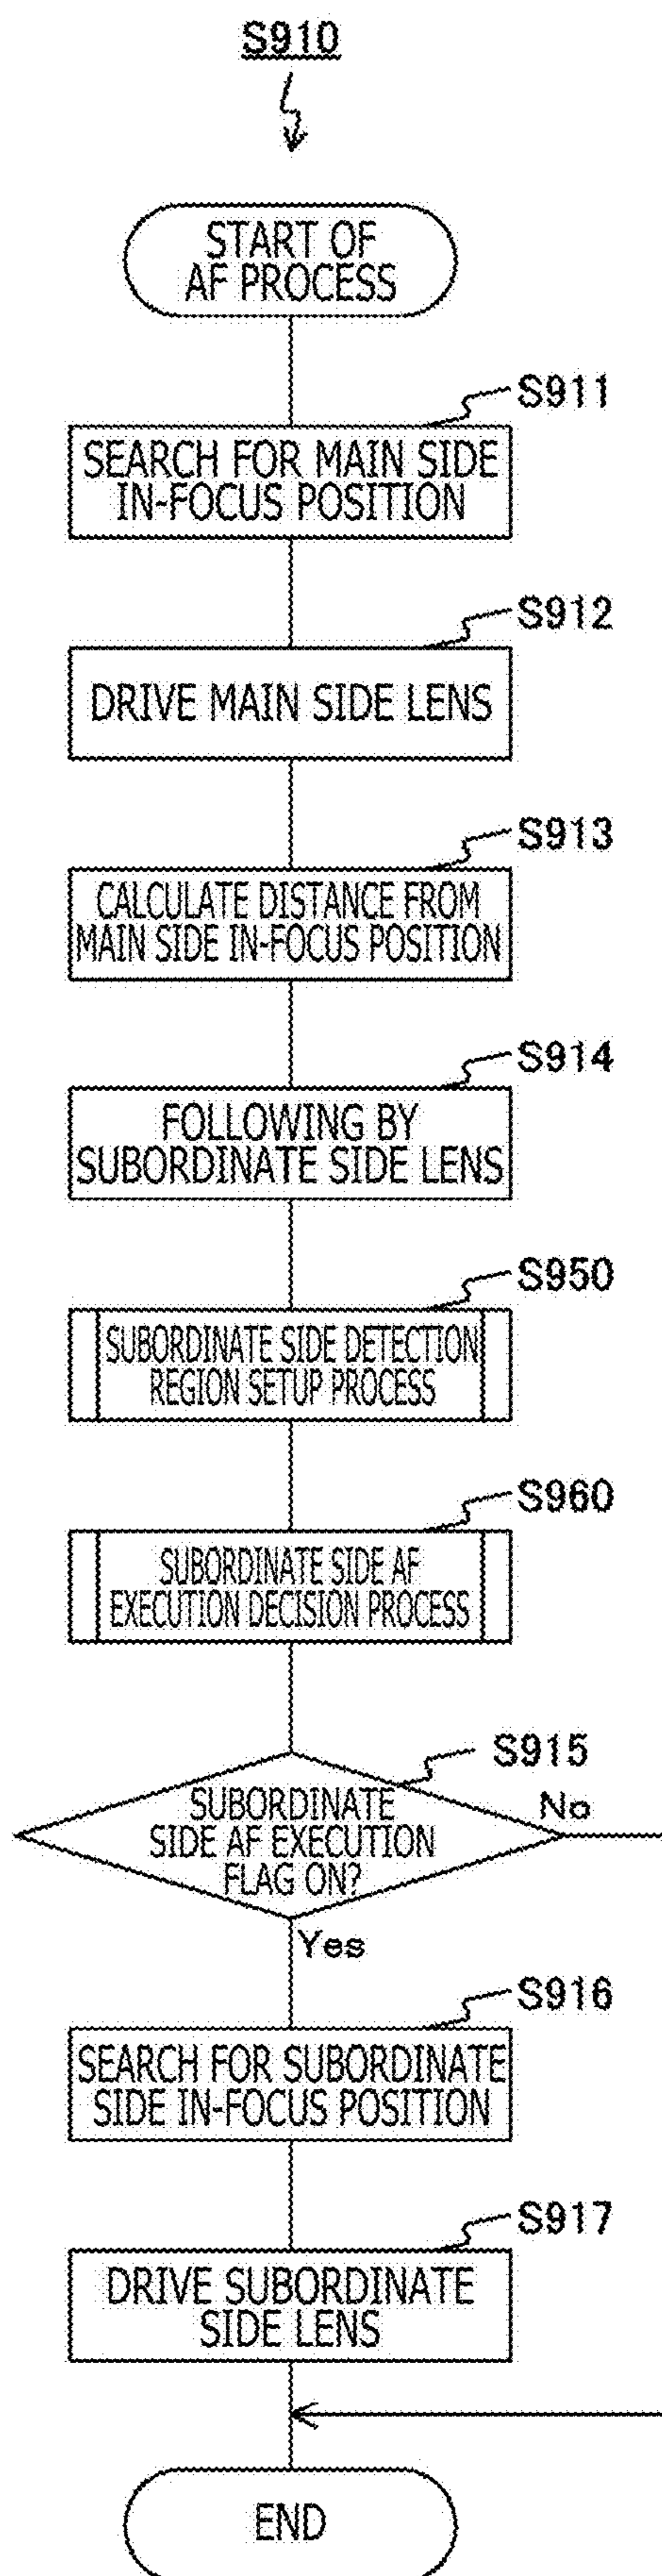 S910
START OF
AF PROCESS
S911
SEARCH FOR MAIN SIDE
IN-FOCUS POSITION
S912
DRIVE MAIN SIDE LENS
S913
CALCULATE DISTANCE FROM
MAIN SIDE IN-FOCUS POSITION
S914
FOLLOWING BY
SUBORDINATE SIDE LENS
S950
SUBORDINATE SIDE DETECTION
REGION SETUP PROCESS
S960
SUBORDINATE SIDE AF
EXECUTION DECISION PROCESS
S915
SUBORDINATE
SIDE AF EXECUTION
FLAG ON?
No
Yes
S916
SEARCH FOR SUBORDINATE
SIDE IN-FOCUS POSITION
S917
DRIVE SUBORDINATE
SIDE LENS
END